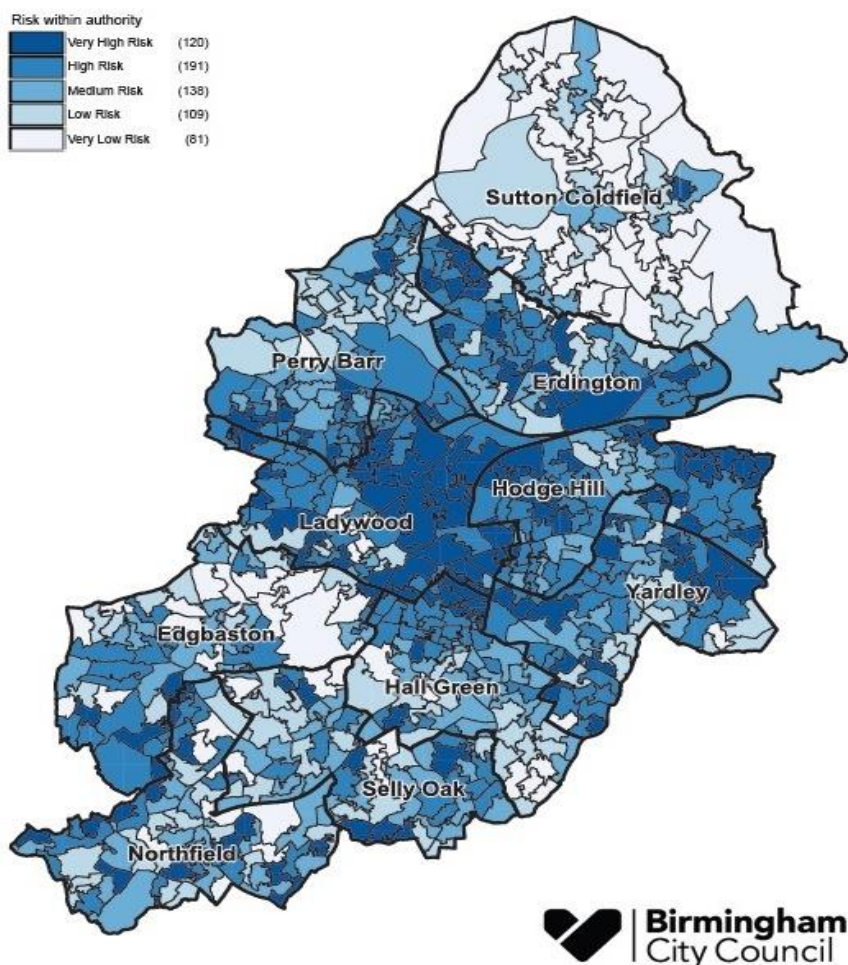 Risk within authority
Very High Risk (120)
High Risk (191)
Medium Risk (138)
Low Risk (109)
Very Low Risk (81)
Sutton Coldfield
Perry Barr
Erdington
Hodge Hill
Ladywood
Yardley
Edgbaston
Hall Green
Selly Oak
Northfield
Birmingham
City Council